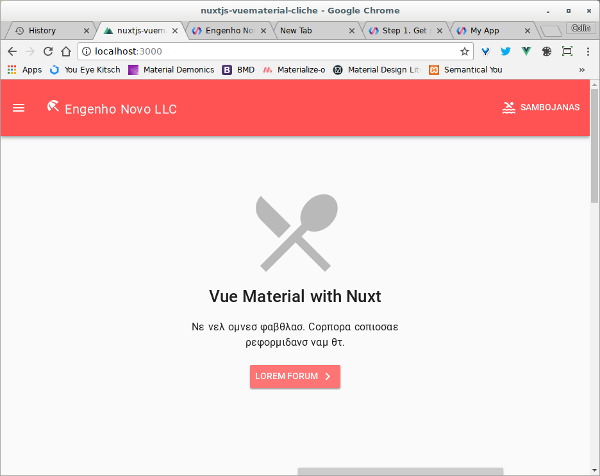 nuxtjs-vuematerial-cliche - Google Chrome
History
nuxtjs-vuem
Engenho No
New Tab
Step 1. Get
My App
Colin
localhost:3000
Apps
You Eye Kitsch
Material Demonics
BMD
Materialize-o
Material Design Lit
Semantical You
Engenho Novo LLC
SAMBOJANAS
Vue Material with Nuxt
Νε νελ ομνεσ φαβθλασ. Σορπορα σοπιοσαε
ρεφορμιδανσ ναμ θτ.
LOREM FORUM